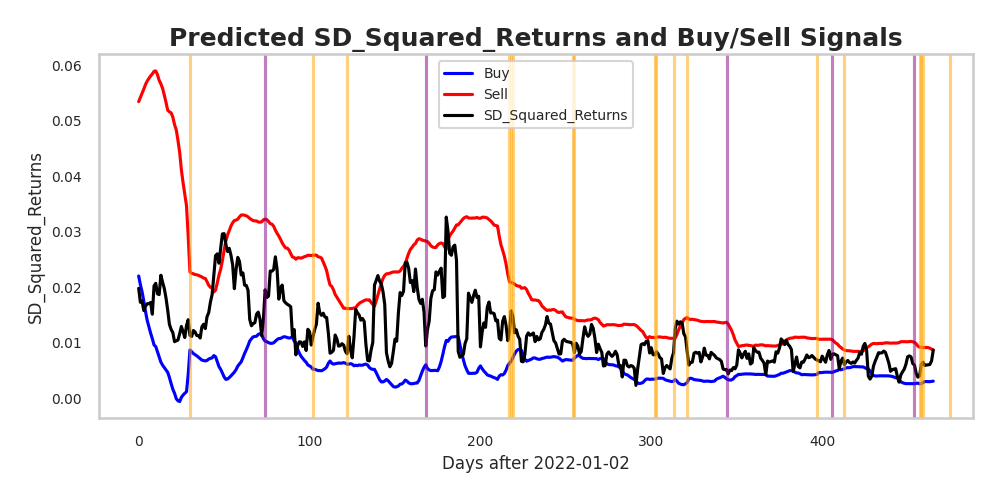 Predicted SD_Squared_Returns and Buy/Sell Signals
Buy
Sell
SD_Squared_Returns
0.06
0.05
0.04
0.03
0.02
0.01
0.00
SD_Squared_Returns
0
100
200
300
400
Days after 2022-01-02